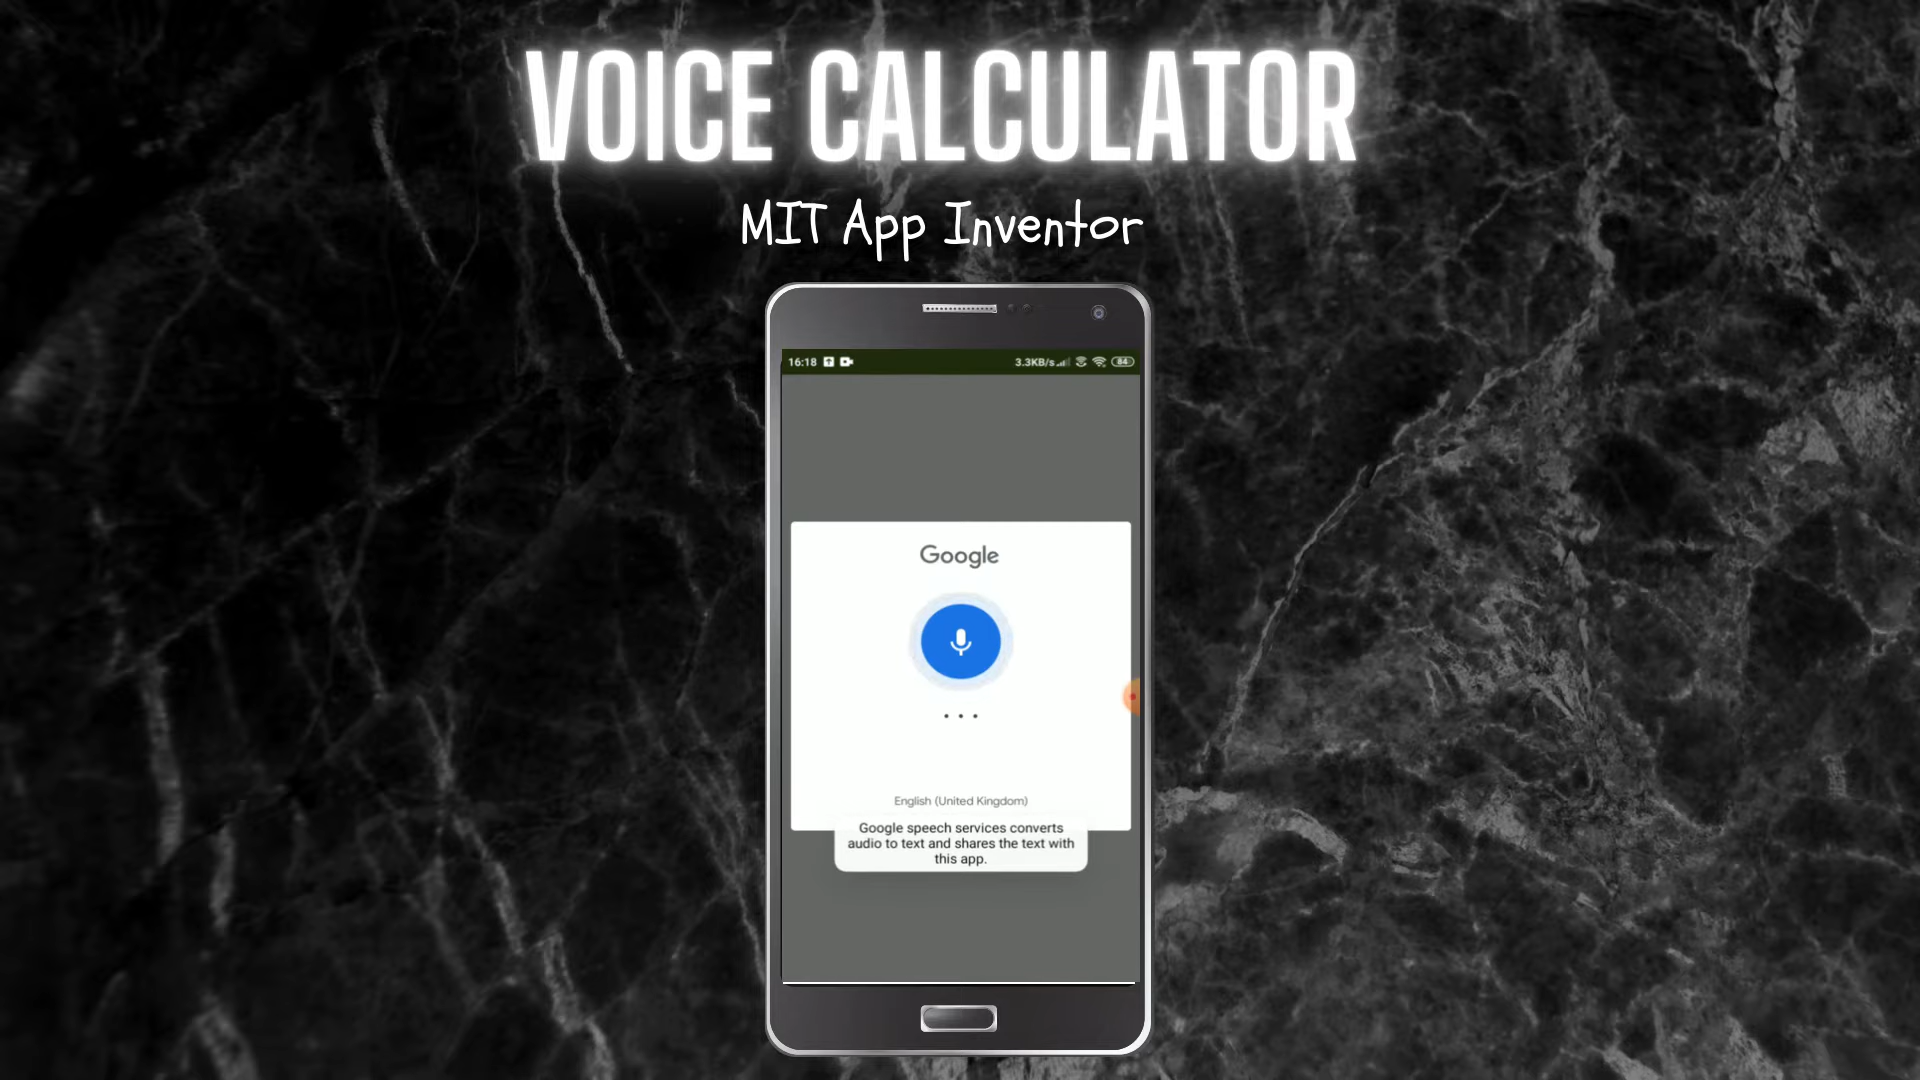 VOICE CALCULATOR
MIT App Inventor
16:18 3.3KB/s 84
Google
English (United Kingdom)
Google speech services converts
audio to text and shares the text with
this app.